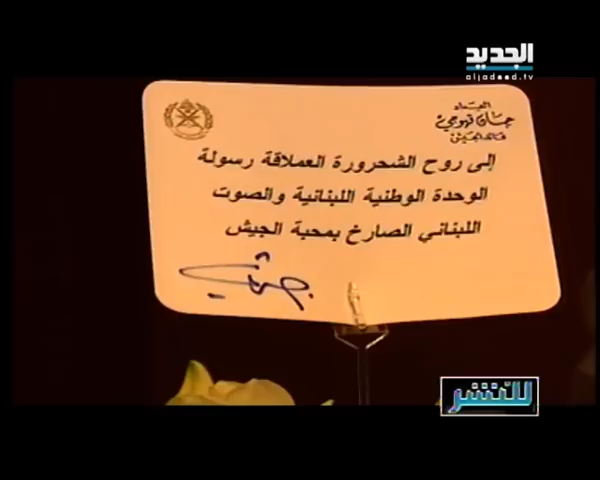 الجديد
aljadeed.tv
العماد
جان قهوجي
قائد الجيش
إلى روح الشحرورة العملاقة رسولة
الوحدة الوطنية اللبنانية والصوت
اللبناني الصارخ بمحبة الجيش
للنشر